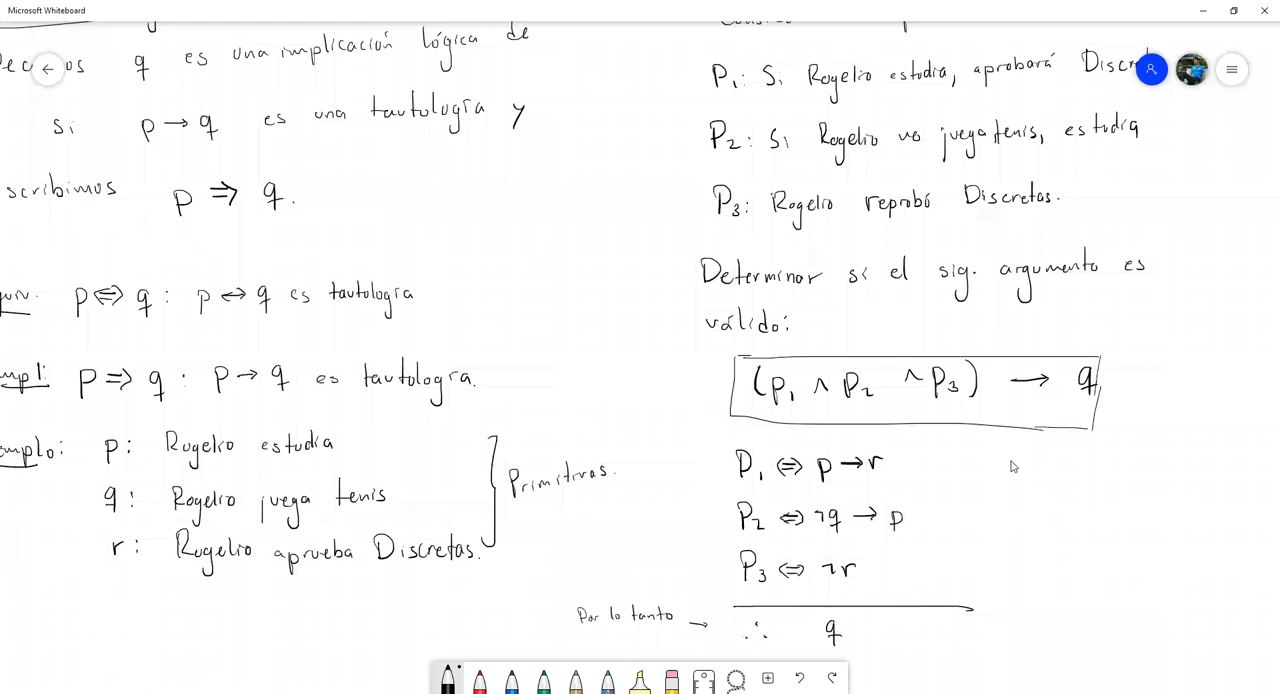 Microsoft Whiteboard
q es una implicación lógica de
Si p → q es una tautología y
scribimos p ⇒ q.
p ⇔ q : p ↔ q es tautología
mpl: p ⇒ q : p → q es tautología.
emplo: p: Rogelio estudia
q: Rogelio juega tenis
r: Rogelio aprueba Discretas.
Primitivas.
P1: Si Rogelio estudia, aprobará Discr
P2: Si Rogelio no juega tenis, estudia
P3: Rogelio reprobó Discretas.
Determinar si el sig. argumento es
válido:
(P1 ∧ P2 ∧ P3) → q
P1 ⇔ p → r
P2 ⇔ ¬q → p
P3 ⇔ ¬r
Por lo tanto → ∴ q